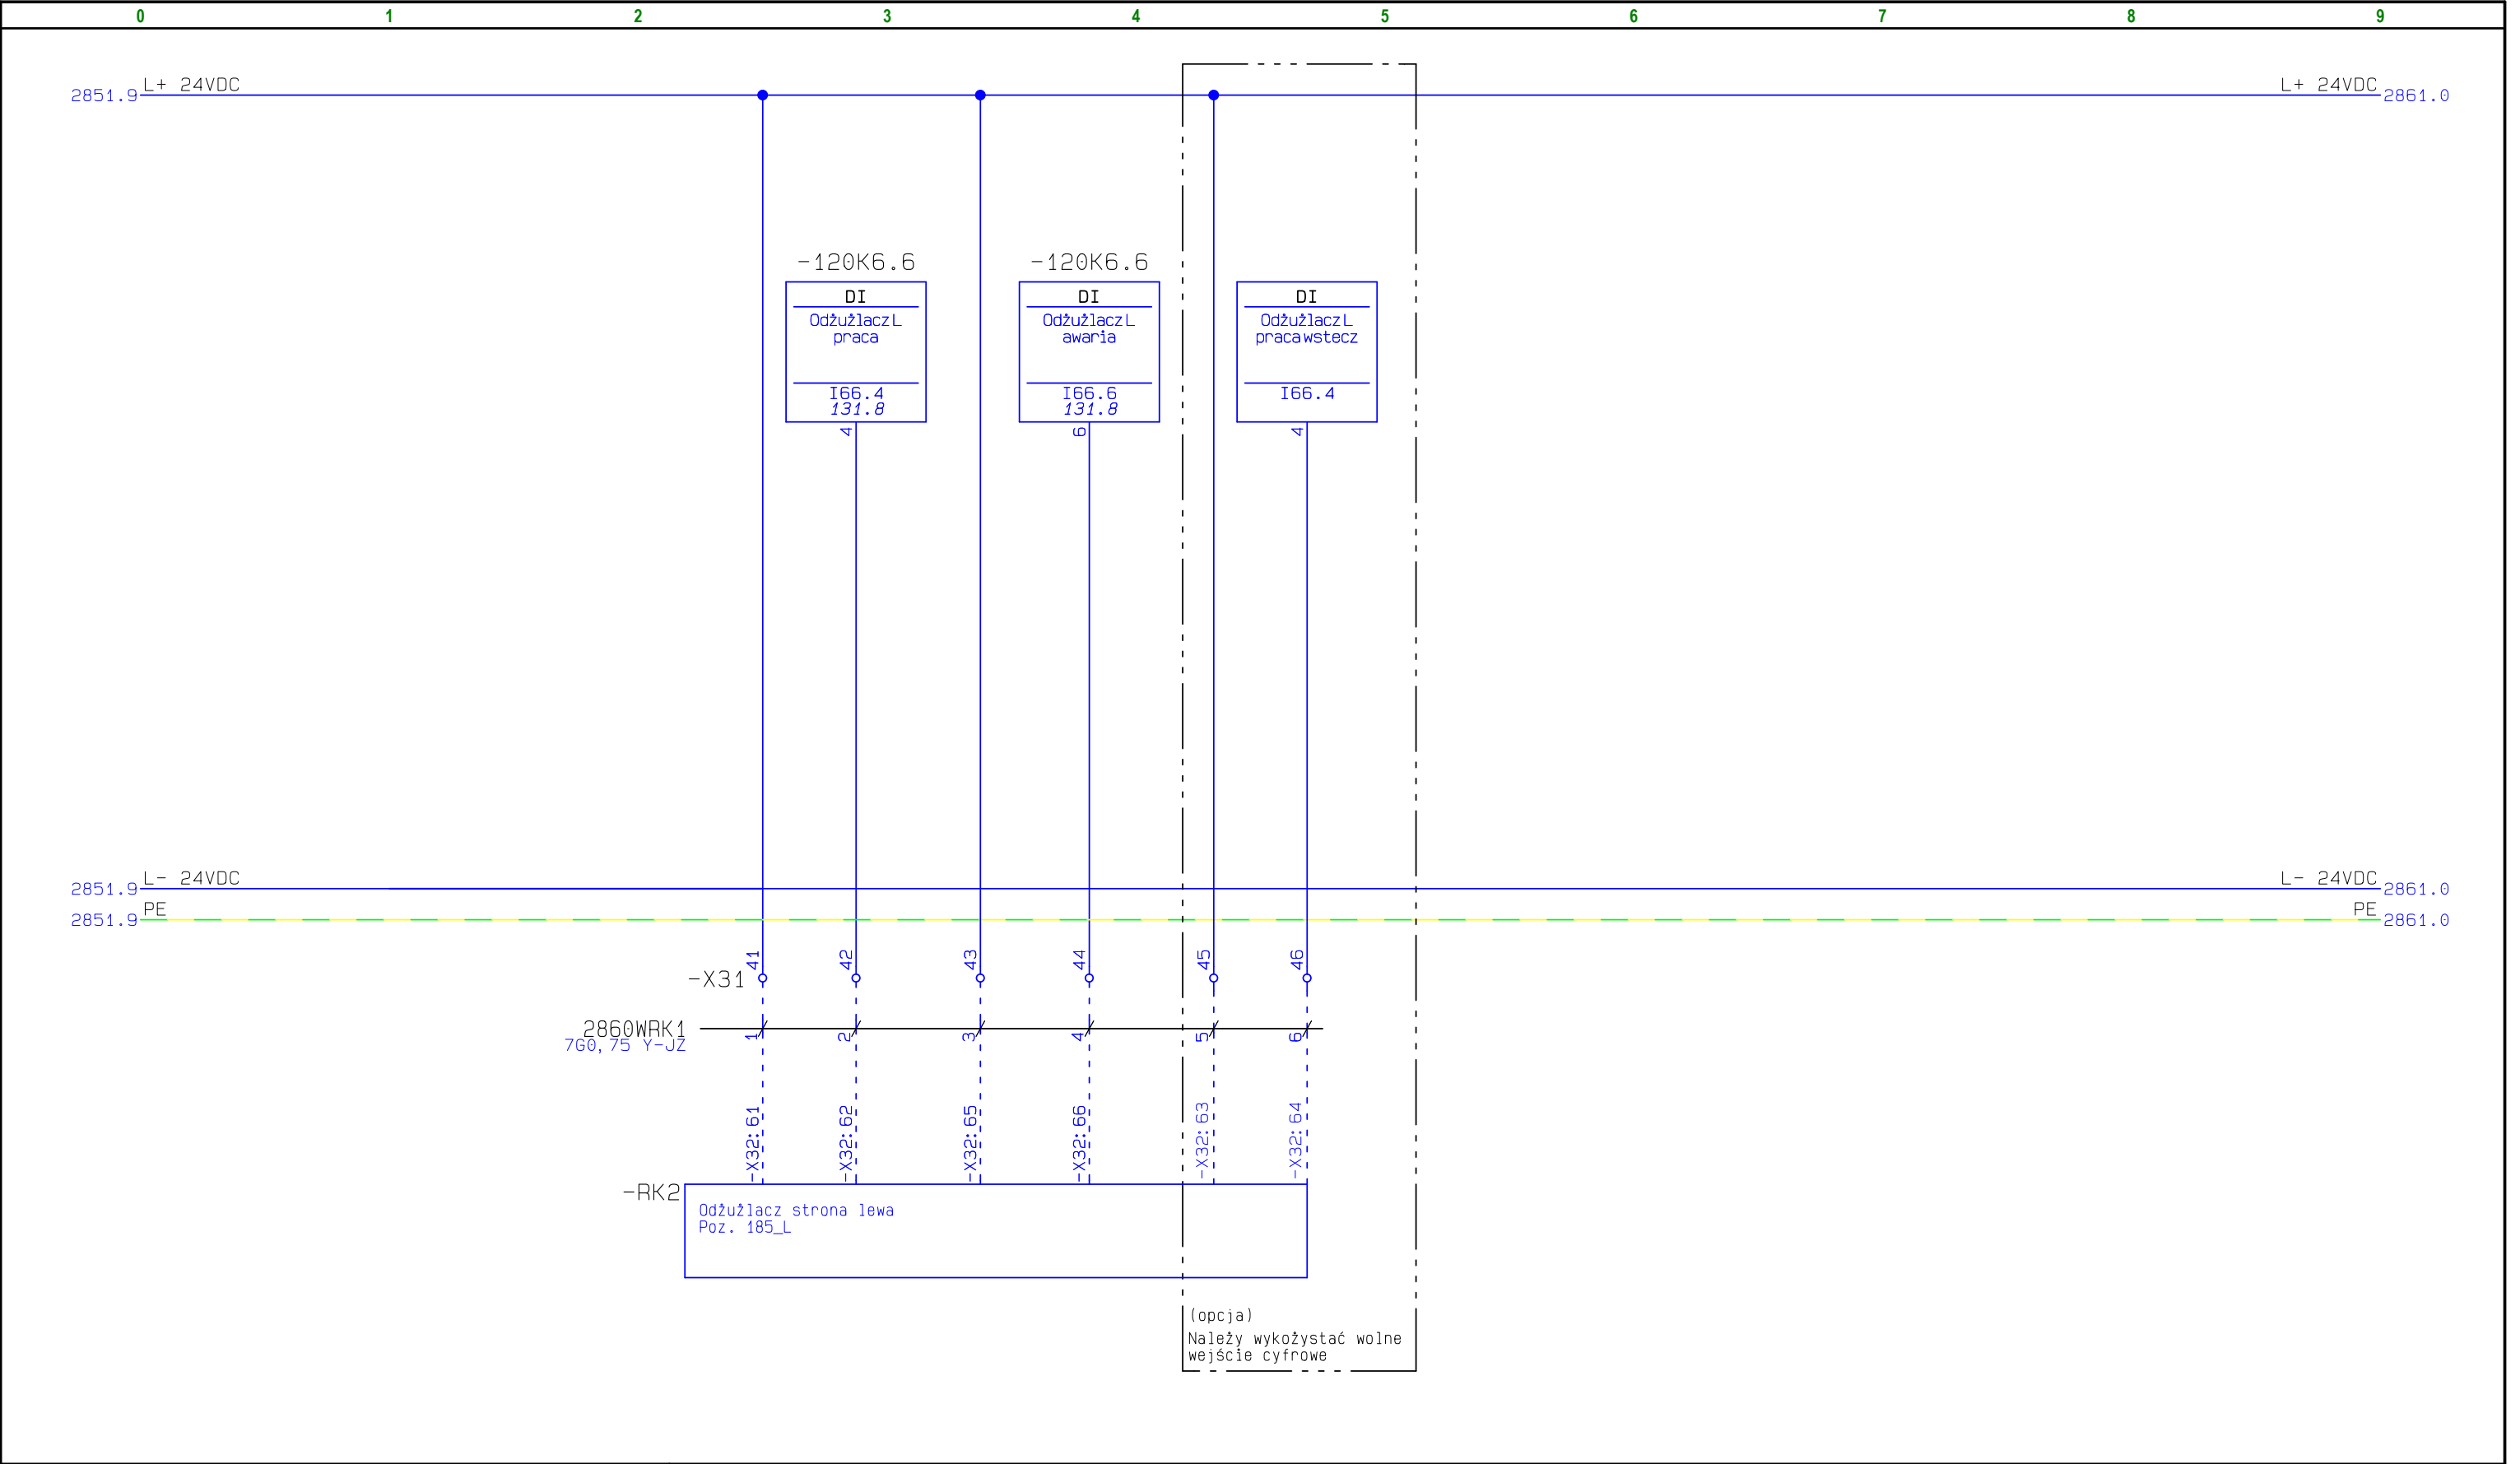 0 1 2 3 4 5 6 7 8 9
L+ 24VDC
2851.9
L+ 24VDC
2861.0
-120K6.6
DI
Odżużlacz L
praca
I66.4
131.8
4
-120K6.6
DI
Odżużlacz L
awaria
I66.6
131.8
6
DI
Odżużlacz L
praca wstecz
I66.4
4
L- 24VDC
2851.9
L- 24VDC
2861.0
PE
2851.9
PE
2861.0
-X31
41 42 43 44 45 46
2860WRK1
7G0,75 Y-JZ
1 2 3 4 5 6
-X32:61 -X32:62 -X32:65 -X32:66 -X32:63 -X32:64
-RK2
Odżużlacz strona lewa
Poz. 185_L
(opcja)
Należy wykożystać wolne
wejście cyfrowe